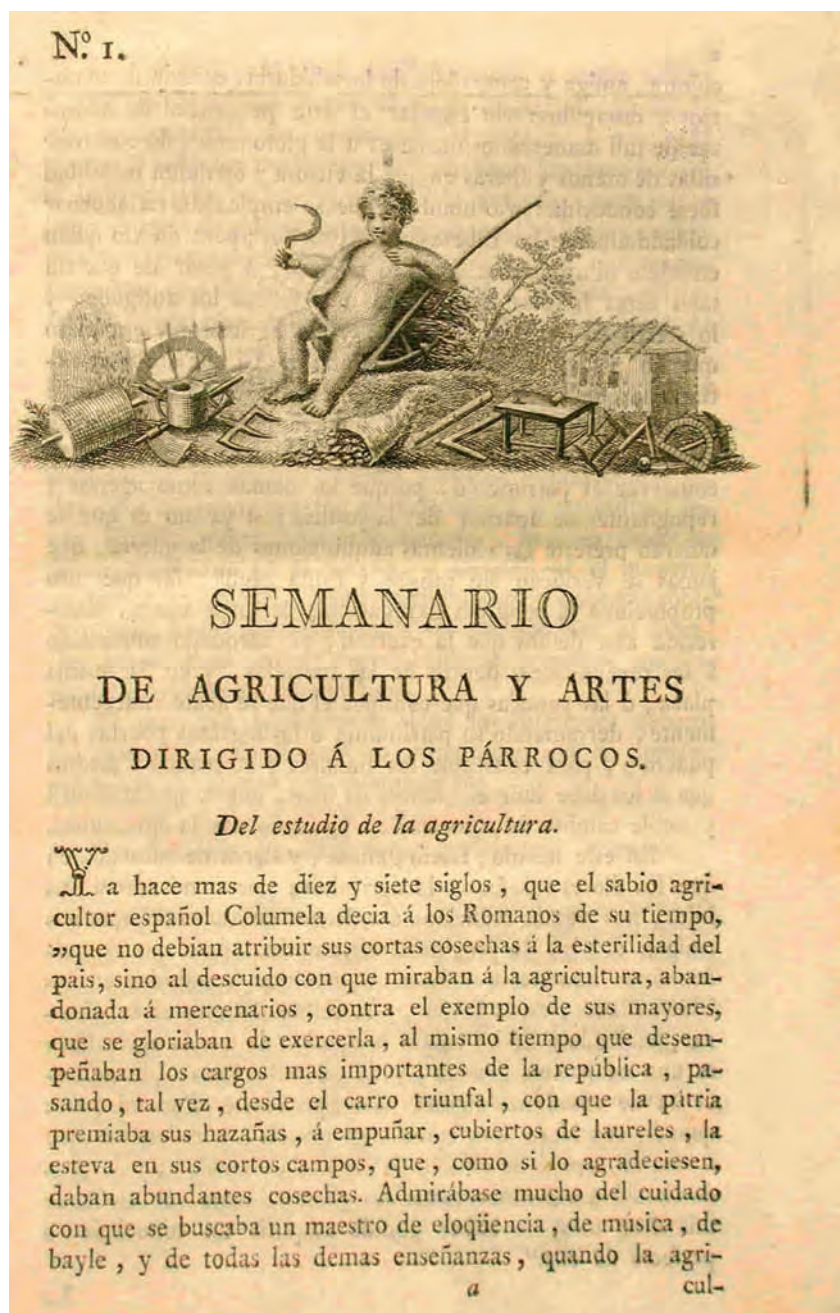 Nº. 1.
SEMANARIO
DE AGRICULTURA Y ARTES
DIRIGIDO Á LOS PÁRROCOS.
Del estudio de la agricultura.
Ya hace mas de diez y siete siglos, que el sabio agri-
cultor español Columela decia á los Romanos de su tiempo,
„que no debian atribuir sus cortas cosechas á la esterilidad del
pais, sino al descuido con que miraban á la agricultura, aban-
donada á mercenarios, contra el exemplo de sus mayores,
que se gloriaban de exercerla, al mismo tiempo que desem-
peñaban los cargos mas importantes de la república, pa-
sando, tal vez, desde el carro triunfal, con que la patria
premiaba sus hazañas, á empuñar, cubiertos de laureles, la
esteva en sus cortos campos, que, como si lo agradeciesen,
daban abundantes cosechas. Admirábase mucho del cuidado
con que se buscaba un maestro de eloqüencia, de música, de
bayle, y de todas las demas enseñanzas, quando la agri-
a cul-